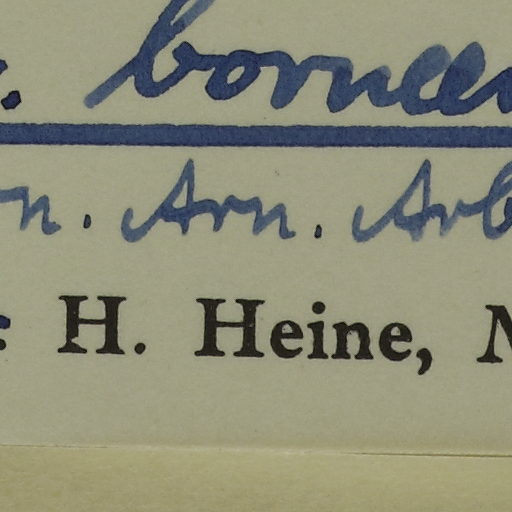 . borneen
n. Arn. Arb
: H. Heine,